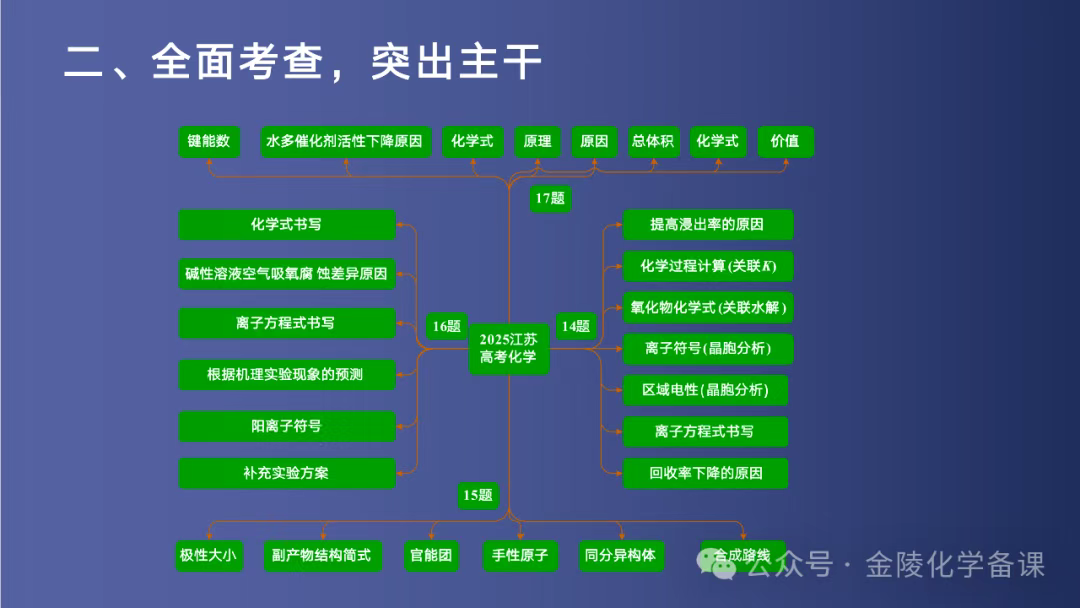 二、全面考查，突出主干
键能数
水多催化剂活性下降原因
化学式
原理
原因
总体积
化学式
价值
17题
化学式书写
碱性溶液空气吸氧腐蚀差异原因
离子方程式书写
根据机理实验现象的预测
阳离子符号
补充实验方案
16题
2025江苏
高考化学
14题
提高浸出率的原因
化学过程计算(关联K)
氧化物化学式(关联水解)
离子符号(晶胞分析)
区域电性(晶胞分析)
离子方程式书写
回收率下降的原因
15题
极性大小
副产物结构简式
官能团
手性原子
同分异构体
合成路线
公众号·金陵化学备课